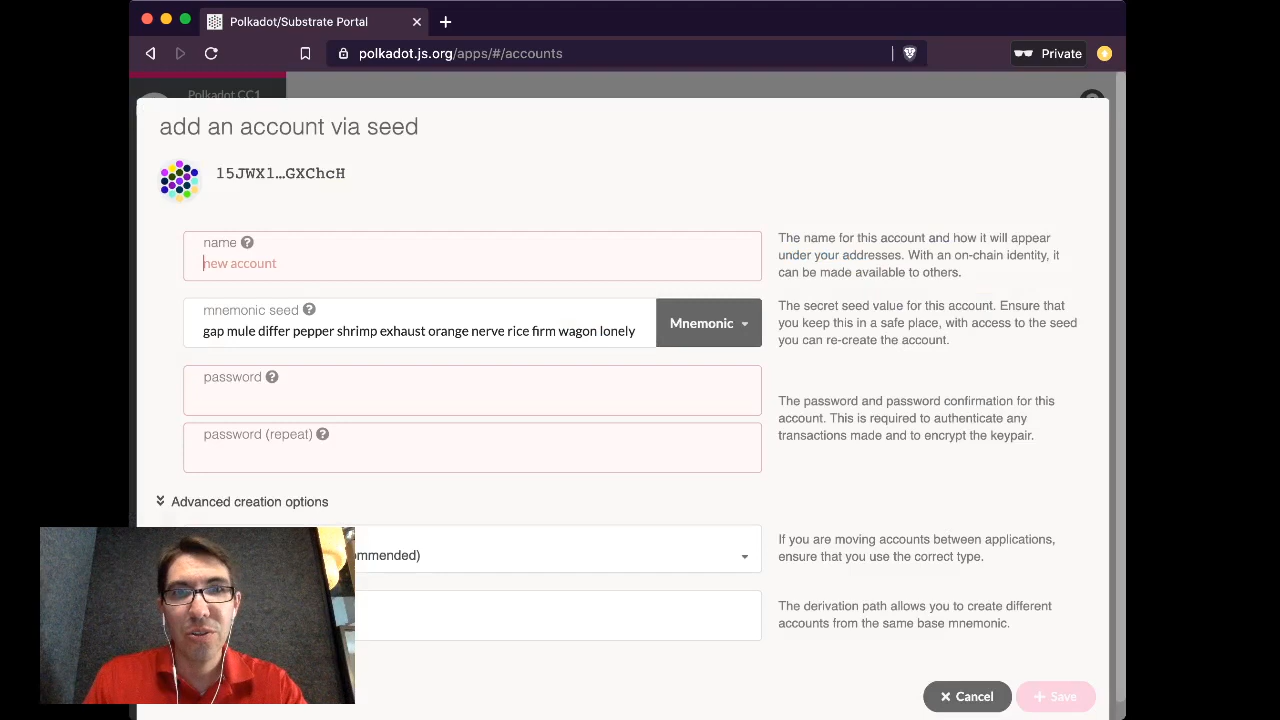 Polkadot/Substrate Portal
polkadot.js.org/apps/#/accounts
Private
Polkadot CC1
add an account via seed
15JWX1…GXChcH
name
new account
The name for this account and how it will appear
under your addresses. With an on-chain identity, it
can be made available to others.
mnemonic seed
gap mule differ pepper shrimp exhaust orange nerve rice firm wagon lonely
Mnemonic
The secret seed value for this account. Ensure that
you keep this in a safe place, with access to the seed
you can re-create the account.
password
password (repeat)
The password and password confirmation for this
account. This is required to authenticate any
transactions made and to encrypt the keypair.
Advanced creation options
ommended)
If you are moving accounts between applications,
ensure that you use the correct type.
The derivation path allows you to create different
accounts from the same base mnemonic.
Cancel
Save